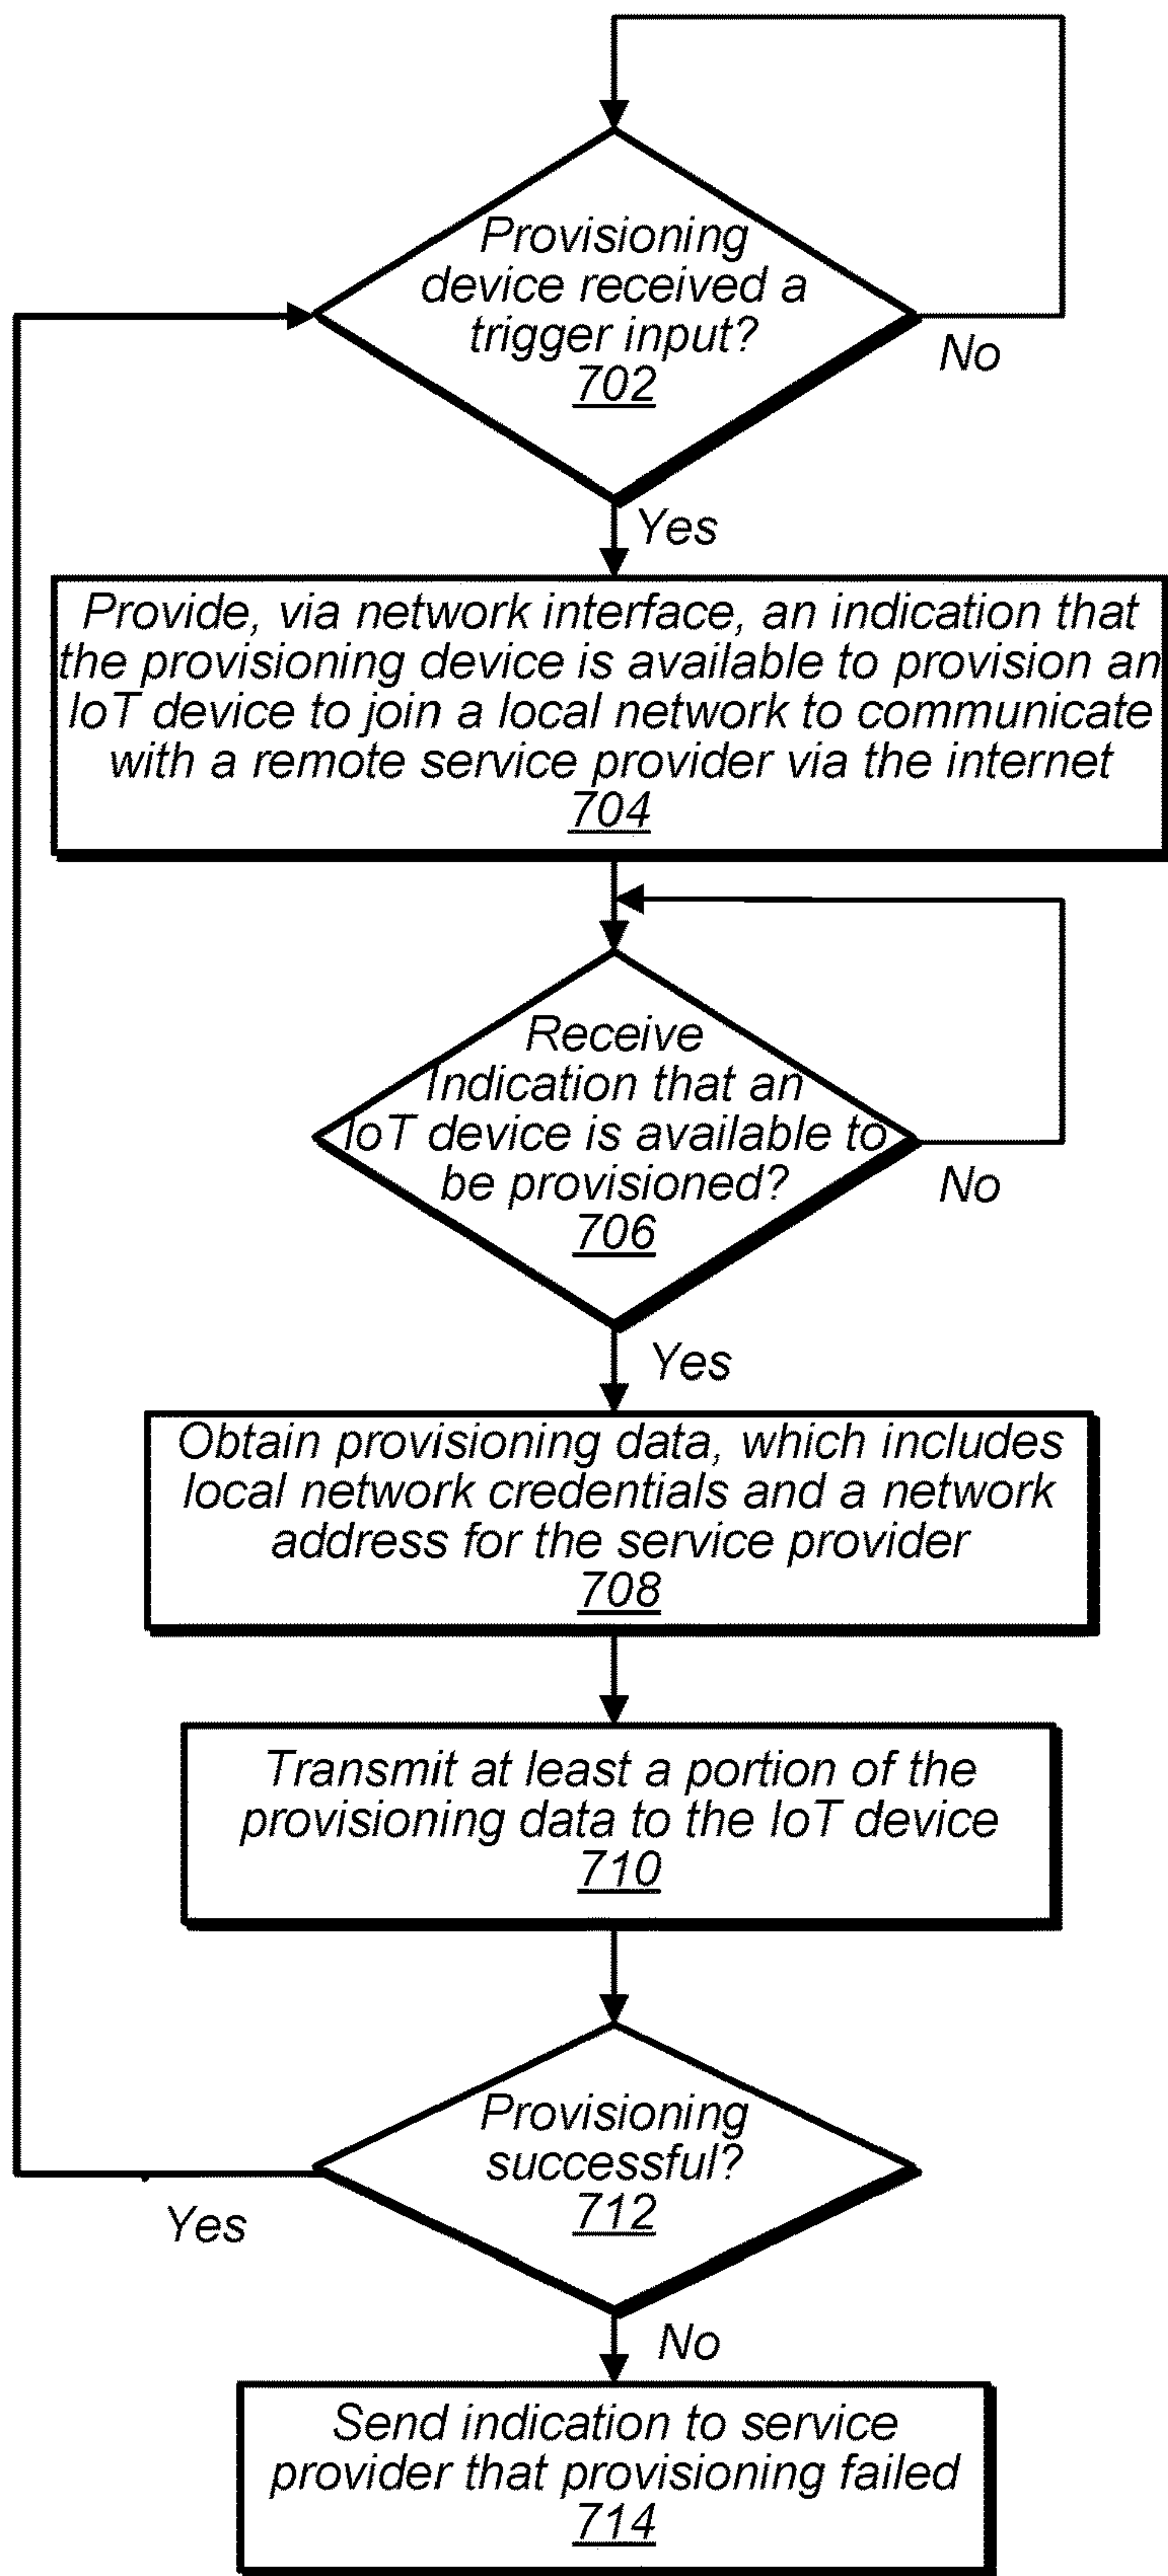 Provisioning
device received a
trigger input?
702
No
Yes
Provide, via network interface, an indication that
the provisioning device is available to provision an
IoT device to join a local network to communicate
with a remote service provider via the internet
704
Receive
Indication that an
IoT device is available to
be provisioned?
706
No
Yes
Obtain provisioning data, which includes
local network credentials and a network
address for the service provider
708
Transmit at least a portion of the
provisioning data to the IoT device
710
Provisioning
successful?
712
Yes
No
Send indication to service
provider that provisioning failed
714